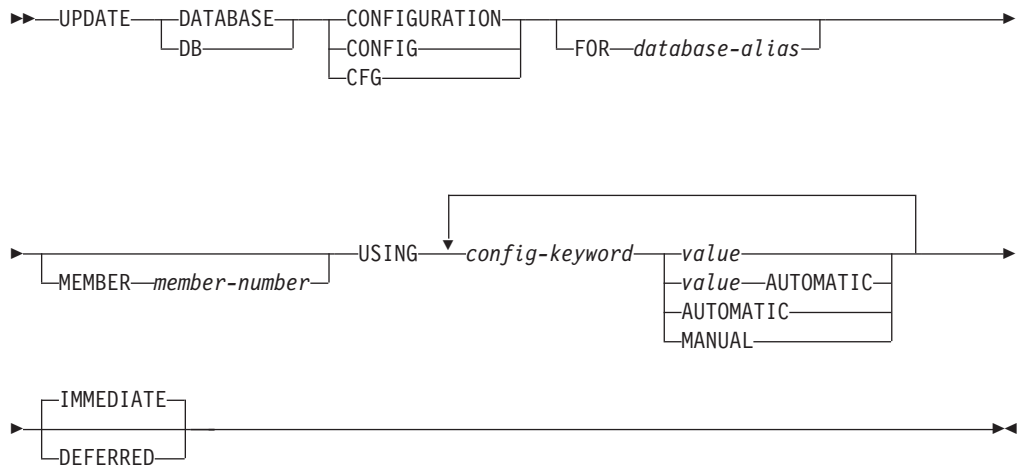 UPDATE DATABASE CONFIGURATION
DB CONFIG FOR database-alias
CFG
USING config-keyword value
MEMBER member-number value AUTOMATIC
AUTOMATIC
MANUAL
IMMEDIATE
DEFERRED